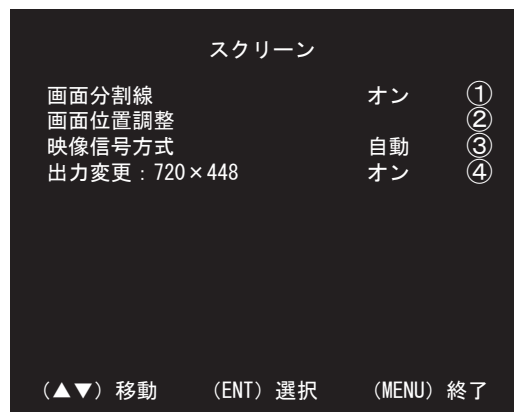 スクリーン
画面分割線 オン ①
画面位置調整 ②
映像信号方式 自動 ③
出力変更：720×448 オン ④
（▲▼）移動 （ENT）選択 （MENU）終了